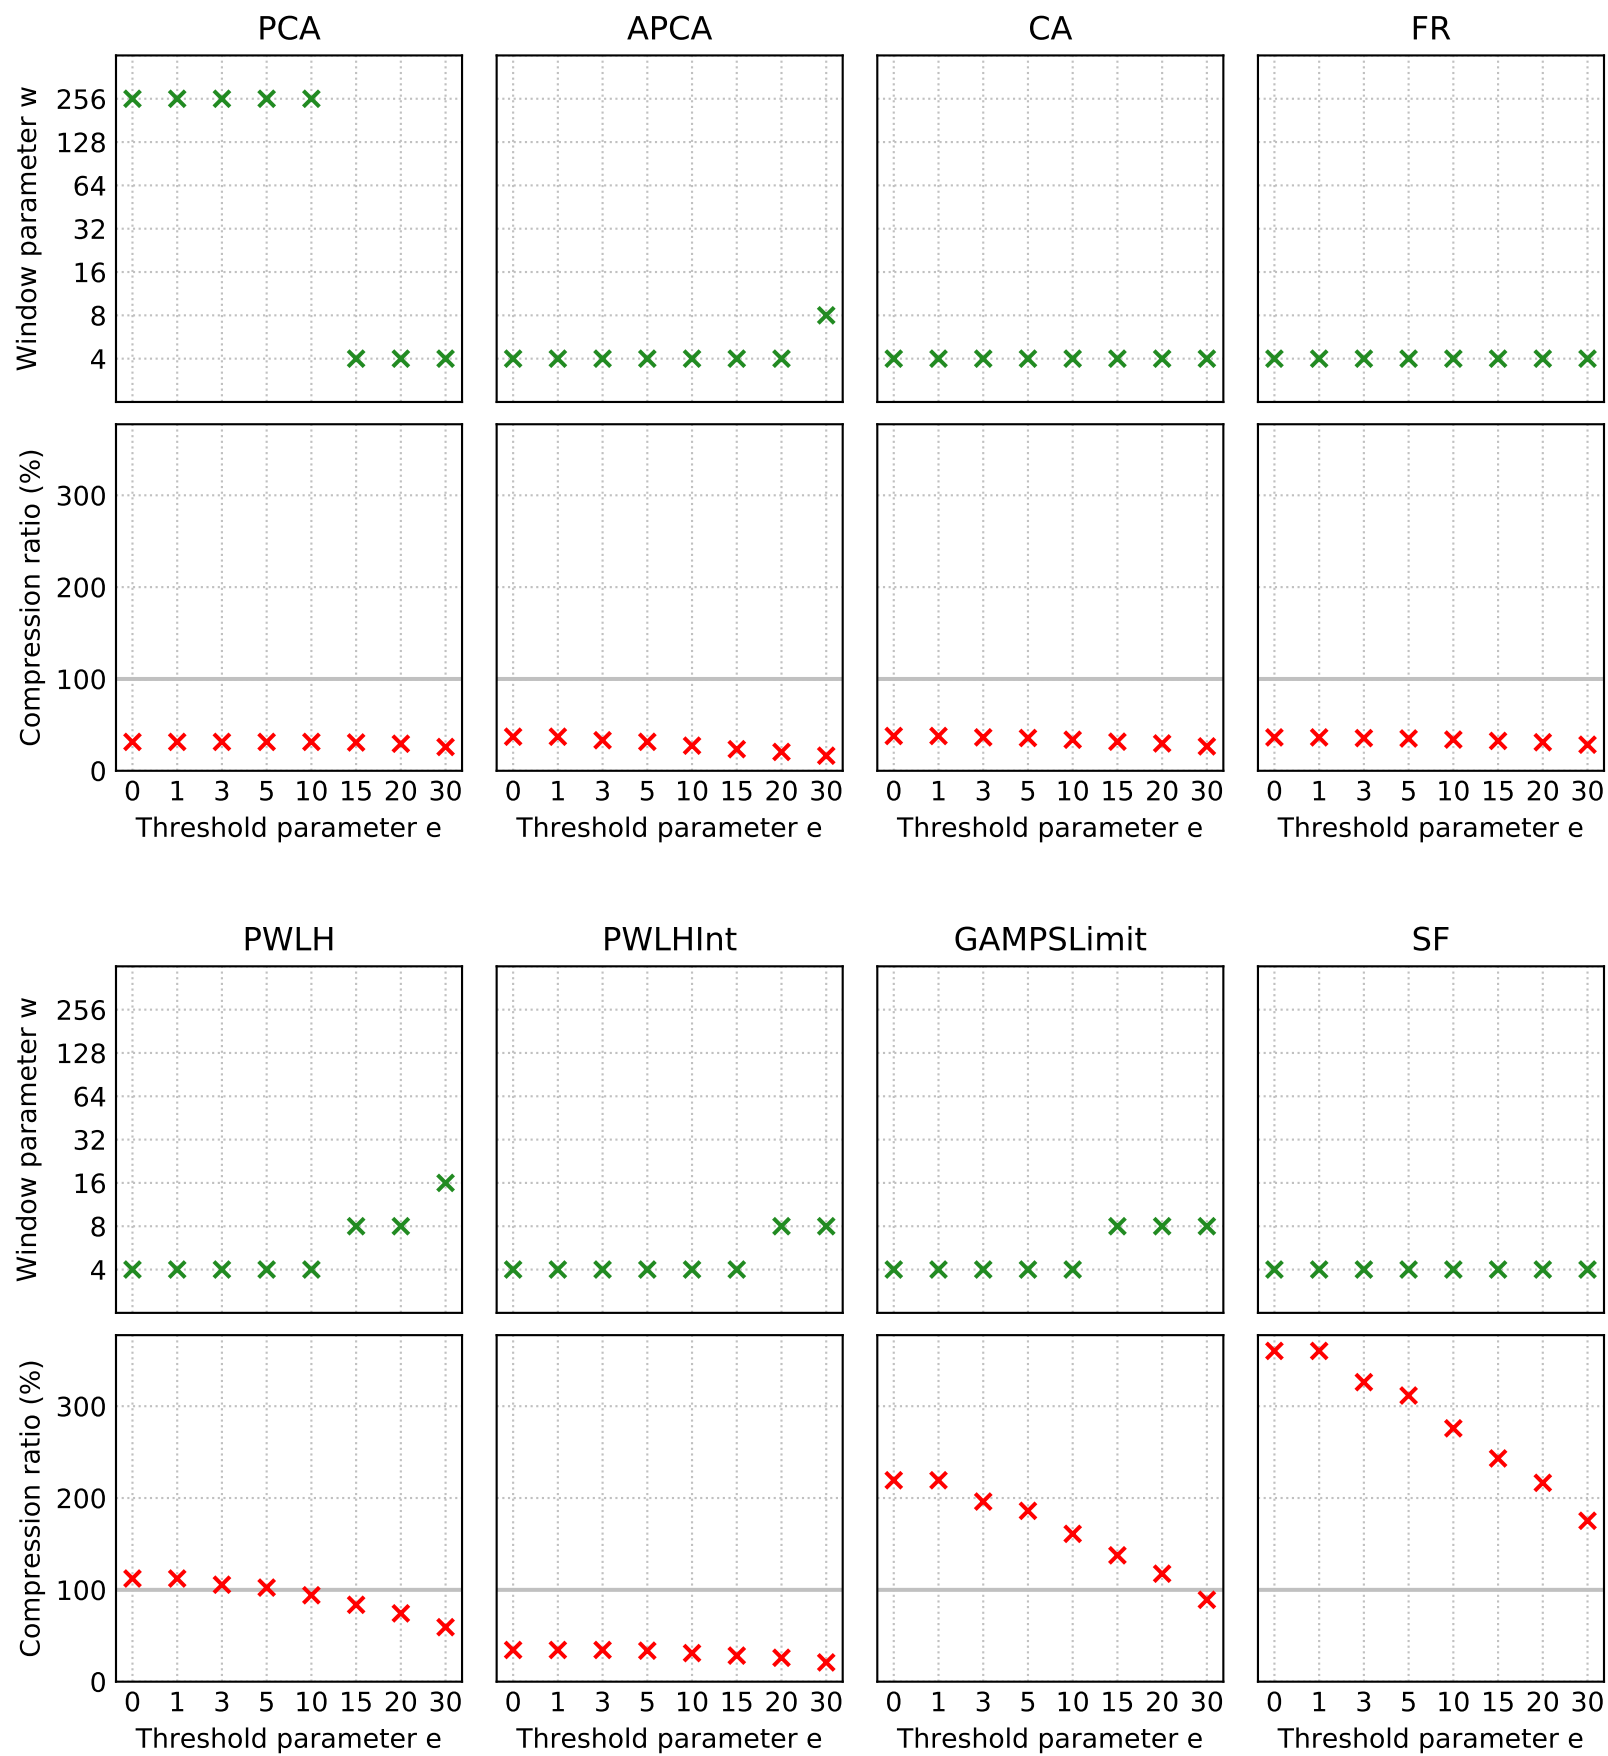 PCA APCA CA FR
Window parameter w
256
128
64
32
16
8
4
Compression ratio (%)
300
200
100
0
0 1 3 5 10 15 20 30 0 1 3 5 10 15 20 30 0 1 3 5 10 15 20 30 0 1 3 5 10 15 20 30
Threshold parameter e Threshold parameter e Threshold parameter e Threshold parameter e
PWLH PWLHInt GAMPSLimit SF
Window parameter w
256
128
64
32
16
8
4
Compression ratio (%)
300
200
100
0
0 1 3 5 10 15 20 30 0 1 3 5 10 15 20 30 0 1 3 5 10 15 20 30 0 1 3 5 10 15 20 30
Threshold parameter e Threshold parameter e Threshold parameter e Threshold parameter e